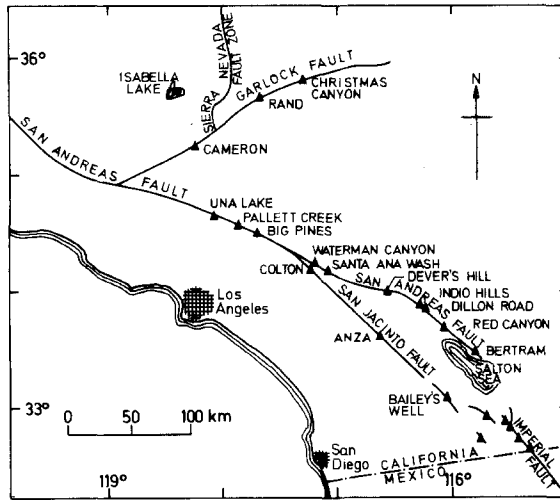 36°
ISABELLA
LAKE
SIERRA NEVADA
FAULT ZONE
GARLOCK FAULT
CHRISTMAS
CANYON
RAND
CAMERON
N
SAN ANDREAS FAULT
UNA LAKE
PALLETT CREEK
BIG PINES
WATERMAN CANYON
COLTON
SANTA ANA WASH
DEVER'S HILL
SAN ANDREAS FAULT
INDIO HILLS
DILLON ROAD
RED CANYON
BERTRAM
SALTON
SEA
Los
Angeles
SAN JACINTO FAULT
ANZA
BAILEY'S
WELL
IMPERIAL
FAULT
33°
0 50 100 km
San
Diego
CALIFORNIA
MEXICO
119°
116°